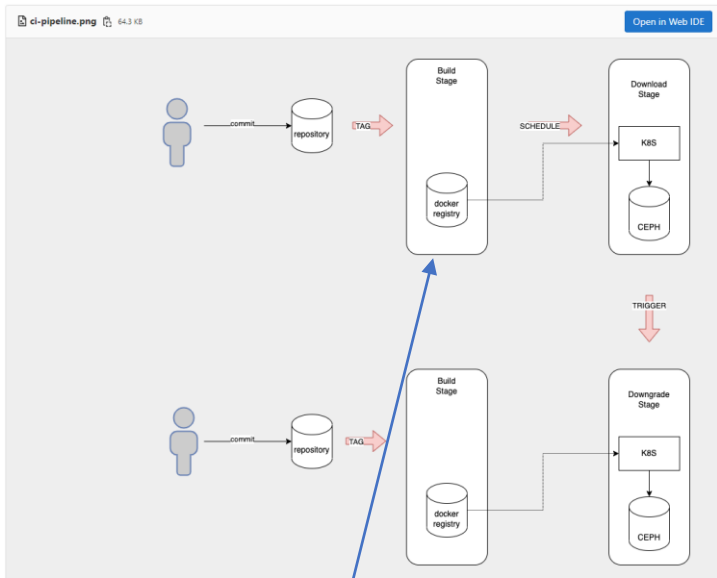 ci-pipeline.png 64.3 KB
Open in Web IDE
Build
Stage
Download
Stage
commit
repository
TAG
SCHEDULE
K8S
docker
registry
CEPH
TRIGGER
Build
Stage
Downgrade
Stage
commit
repository
TAG
K8S
docker
registry
CEPH